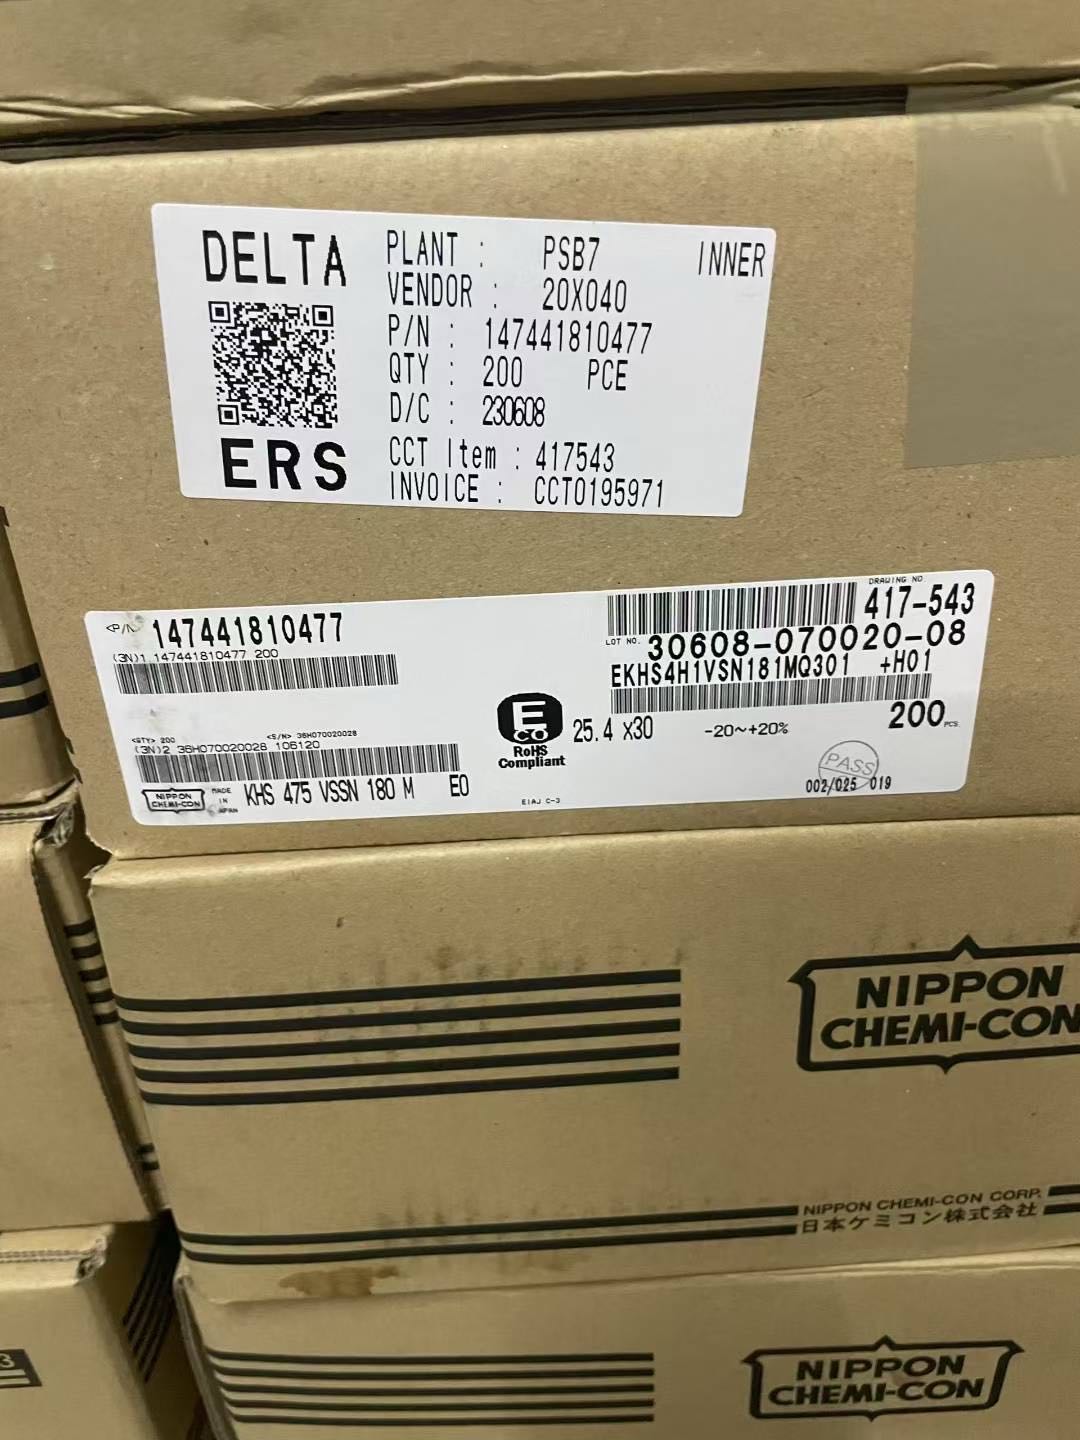 DELTA
ERS
PLANT : PSB7 INNER
VENDOR : 20X040
P/N : 147441810477
QTY : 200 PCE
D/C : 230608
CCT Item : 417543
INVOICE : CCT0195971
<P/N> 147441810477
(3N)1 147441810477 200
<QTY> 200 <S/N> 36H070020028
(3N)2 36H070020028 106120
NIPPON
CHEMI-CON
MADE
IN
JAPAN
KHS 475 VSSN 180 M E0
ECO
RoHS
Compliant
25.4 x30
EIAJ C-3
DRAWING NO
417-543
LOT NO. 30608-070020-08
EKHS4H1VSN181MQ301 +H01
200 PCS.
-20~+20%
PASS
002/025 019
NIPPON
CHEMI-CON
NIPPON CHEMI-CON CORP.
日本ケミコン株式会社
3
NIPPON
CHEMI-CON